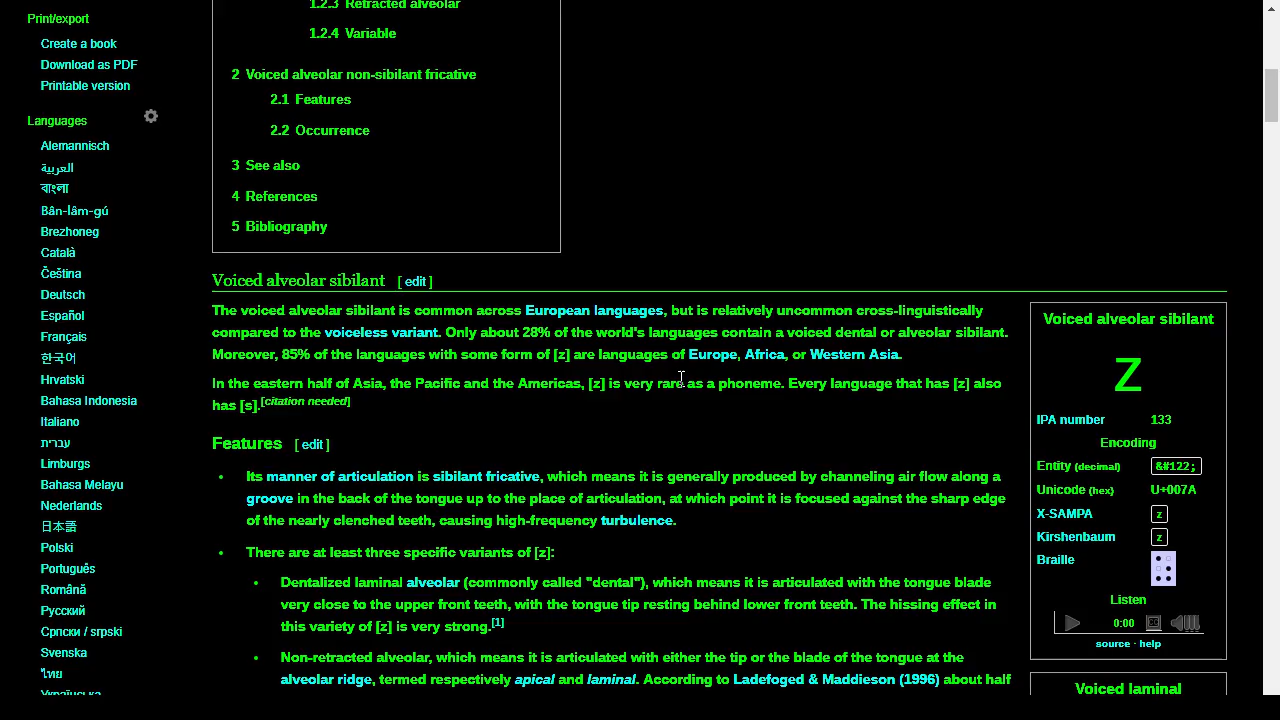 Print/export
Create a book
Download as PDF
Printable version
Languages
Alemannisch
العربية
বাংলা
Bân-lâm-gú
Brezhoneg
Català
Čeština
Deutsch
Español
Français
한국어
Hrvatski
Bahasa Indonesia
Italiano
עברית
Limburgs
Bahasa Melayu
Nederlands
日本語
Polski
Português
Română
Русский
Српски / srpski
Svenska
ไทย
Українська
1.2.3 Retracted alveolar
1.2.4 Variable
2 Voiced alveolar non-sibilant fricative
2.1 Features
2.2 Occurrence
3 See also
4 References
5 Bibliography
Voiced alveolar sibilant [ edit ]
The voiced alveolar sibilant is common across European languages, but is relatively uncommon cross-linguistically
compared to the voiceless variant. Only about 28% of the world's languages contain a voiced dental or alveolar sibilant.
Moreover, 85% of the languages with some form of [z] are languages of Europe, Africa, or Western Asia.
In the eastern half of Asia, the Pacific and the Americas, [z] is very rare as a phoneme. Every language that has [z] also
has [s].[citation needed]
Features [ edit ]
• Its manner of articulation is sibilant fricative, which means it is generally produced by channeling air flow along a
groove in the back of the tongue up to the place of articulation, at which point it is focused against the sharp edge
of the nearly clenched teeth, causing high-frequency turbulence.
• There are at least three specific variants of [z]:
• Dentalized laminal alveolar (commonly called "dental"), which means it is articulated with the tongue blade
very close to the upper front teeth, with the tongue tip resting behind lower front teeth. The hissing effect in
this variety of [z] is very strong.[1]
• Non-retracted alveolar, which means it is articulated with either the tip or the blade of the tongue at the
alveolar ridge, termed respectively apical and laminal. According to Ladefoged & Maddieson (1996) about half
Voiced alveolar sibilant
z
IPA number 133
Encoding
Entity (decimal) &#122;
Unicode (hex) U+007A
X-SAMPA z
Kirshenbaum z
Braille
Listen
0:00
source · help
Voiced laminal